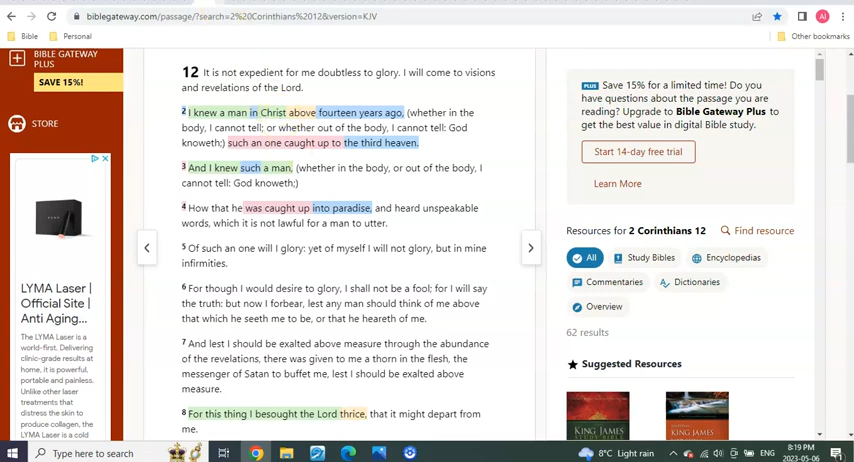 biblegateway.com/passage/?search=2%20Corinthians%2012&version=KJV
Bible
Personal
Other bookmarks
BIBLE GATEWAY
PLUS
SAVE 15%!
STORE
LYMA Laser |
Official Site |
Anti Aging...
The LYMA Laser is a
world-first. Delivering
clinic-grade results at
home, it is powerful,
portable and painless.
Unlike other laser
treatments that
distress the skin to
produce collagen, the
LYMA Laser is a cold
12 It is not expedient for me doubtless to glory. I will come to visions
and revelations of the Lord.
2 I knew a man in Christ above fourteen years ago, (whether in the
body, I cannot tell; or whether out of the body, I cannot tell: God
knoweth;) such an one caught up to the third heaven.
3 And I knew such a man, (whether in the body, or out of the body, I
cannot tell: God knoweth;)
4 How that he was caught up into paradise, and heard unspeakable
words, which it is not lawful for a man to utter.
5 Of such an one will I glory: yet of myself I will not glory, but in mine
infirmities.
6 For though I would desire to glory, I shall not be a fool; for I will say
the truth: but now I forbear, lest any man should think of me above
that which he seeth me to be, or that he heareth of me.
7 And lest I should be exalted above measure through the abundance
of the revelations, there was given to me a thorn in the flesh, the
messenger of Satan to buffet me, lest I should be exalted above
measure.
8 For this thing I besought the Lord thrice, that it might depart from
me.
PLUS Save 15% for a limited time! Do you
have questions about the passage you are
reading? Upgrade to Bible Gateway Plus to
get the best value in digital Bible study.
Start 14-day free trial
Learn More
Resources for 2 Corinthians 12 Find resource
All Study Bibles Encyclopedias
Commentaries Dictionaries
Overview
62 results
Suggested Resources
KING JAMES
STUDY BIBLE
KING JAMES
Type here to search
8°C Light rain
ENG
8:19 PM
2023-05-06